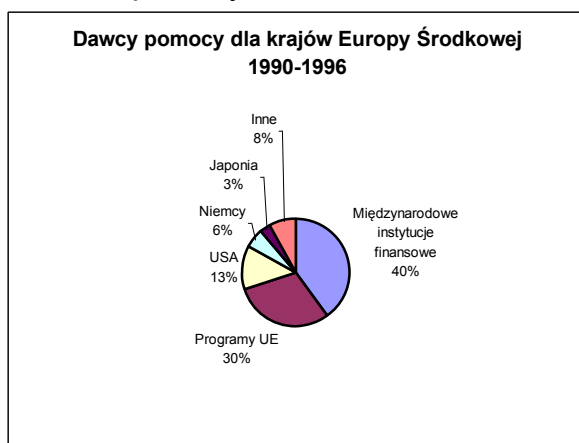 Dawcy pomocy dla krajów Europy Środkowej
1990-1996
Inne
8%
Japonia
3%
Niemcy
6%
USA
13%
Programy UE
30%
Międzynarodowe
instytucje
finansowe
40%